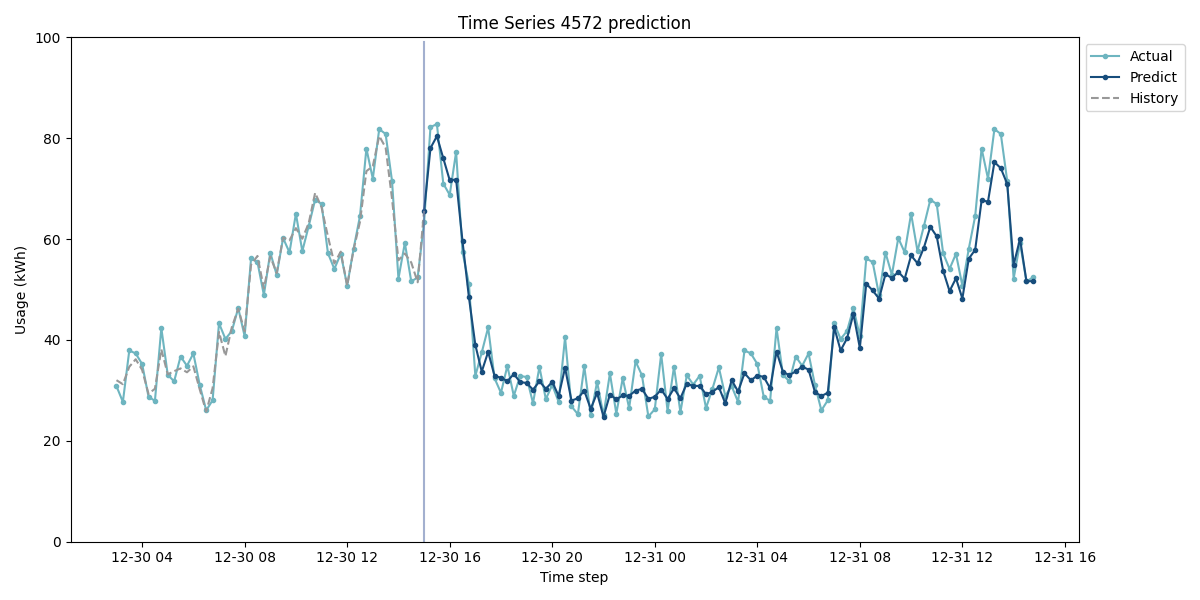 Time Series 4572 prediction
Usage (kWh)
100
80
60
40
20
0
12-30 04
12-30 08
12-30 12
12-30 16
12-30 20
12-31 00
12-31 04
12-31 08
12-31 12
12-31 16
Time step
Actual
Predict
History